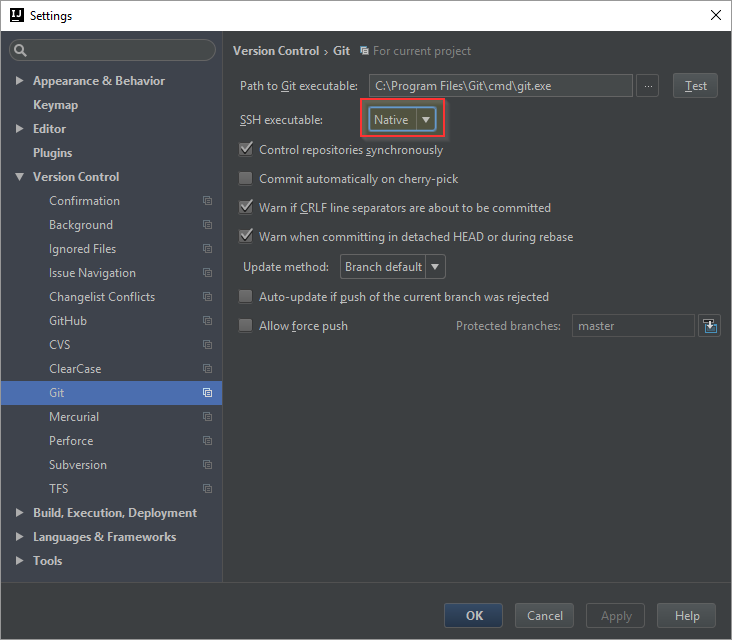 Settings
Version Control › Git For current project
Appearance & Behavior
Keymap
Editor
Plugins
Version Control
Confirmation
Background
Ignored Files
Issue Navigation
Changelist Conflicts
GitHub
CVS
ClearCase
Git
Mercurial
Perforce
Subversion
TFS
Build, Execution, Deployment
Languages & Frameworks
Tools
Path to Git executable: C:\Program Files\Git\cmd\git.exe ... Test
SSH executable: Native
Control repositories synchronously
Commit automatically on cherry-pick
Warn if CRLF line separators are about to be committed
Warn when committing in detached HEAD or during rebase
Update method: Branch default
Auto-update if push of the current branch was rejected
Allow force push Protected branches: master
OK Cancel Apply Help